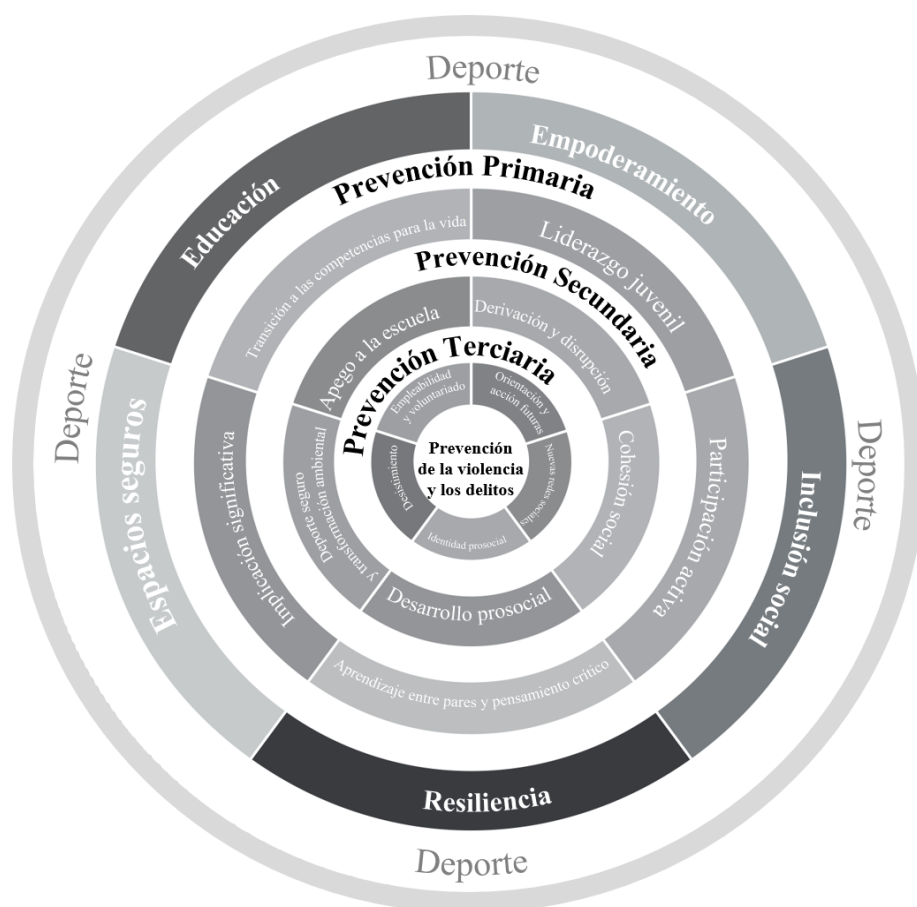 Deporte
Educación
Empoderamiento
Prevención Primaria
Transición a las competencias para la vida
Liderazgo juvenil
Prevención Secundaria
Apego a la escuela
Derivación y disrupción
Prevención Terciaria
Empleabilidad
y voluntariado
Orientación y
acción futuras
Deporte
Deporte
Espacios seguros
Implicación significativa
Deporte seguro
y transformación ambiental
Desistimiento
Prevención
de la violencia
y los delitos
Nuevas redes sociales
Cohesión social
Participación activa
Inclusión social
Identidad prosocial
Desarrollo prosocial
Aprendizaje entre pares y pensamiento crítico
Resiliencia
Deporte